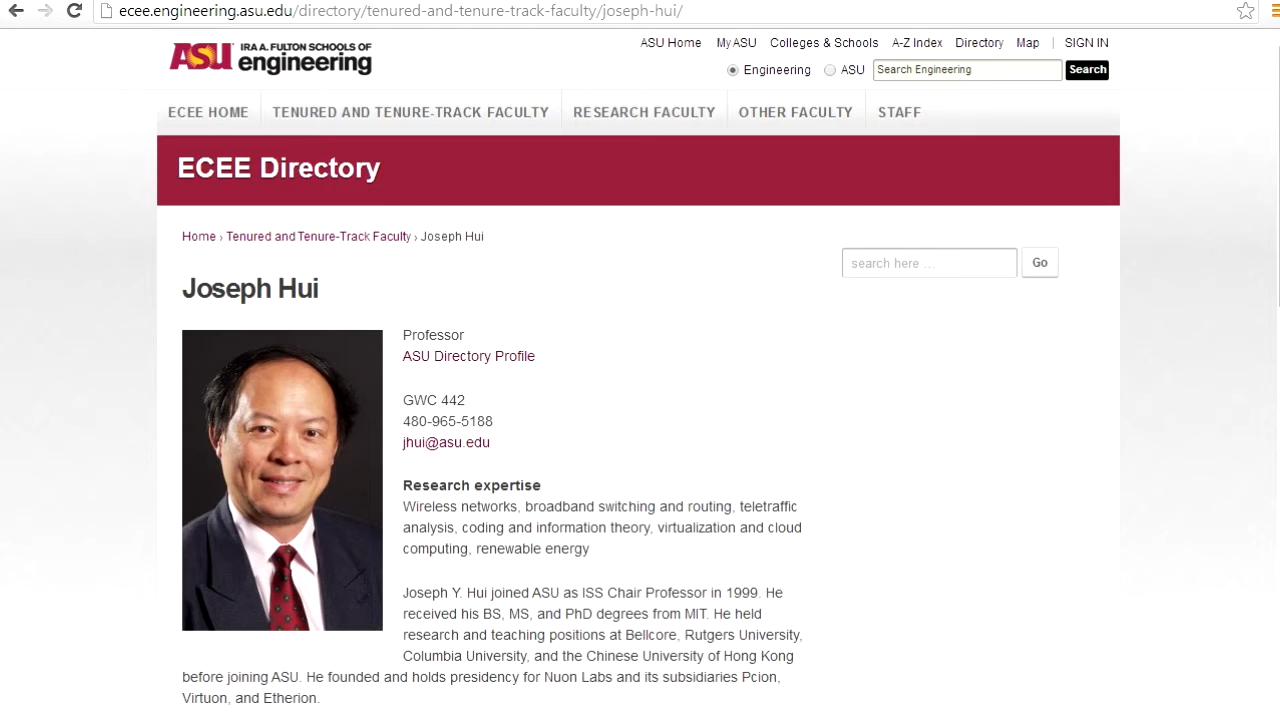 ecee.engineering.asu.edu/directory/tenured-and-tenure-track-faculty/joseph-hui/
ASU IRA A. FULTON SCHOOLS OF
engineering
ASU Home My ASU Colleges & Schools A-Z Index Directory Map | SIGN IN
Engineering ASU Search Engineering Search
ECEE HOME TENURED AND TENURE-TRACK FACULTY RESEARCH FACULTY OTHER FACULTY STAFF
ECEE Directory
Home › Tenured and Tenure-Track Faculty › Joseph Hui
search here ... Go
Joseph Hui
Professor
ASU Directory Profile
GWC 442
480-965-5188
jhui@asu.edu
Research expertise
Wireless networks, broadband switching and routing, teletraffic
analysis, coding and information theory, virtualization and cloud
computing, renewable energy
Joseph Y. Hui joined ASU as ISS Chair Professor in 1999. He
received his BS, MS, and PhD degrees from MIT. He held
research and teaching positions at Bellcore, Rutgers University,
Columbia University, and the Chinese University of Hong Kong
before joining ASU. He founded and holds presidency for Nuon Labs and its subsidiaries Pcion,
Virtuon, and Etherion.